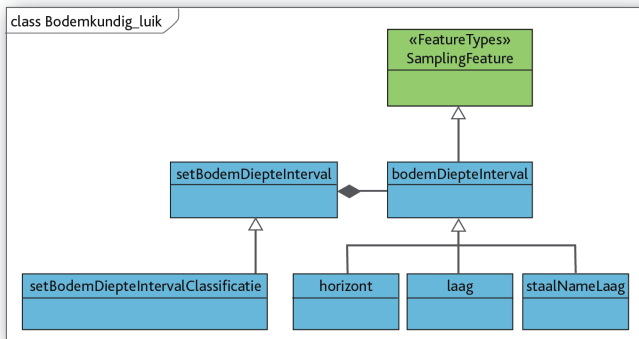 class Bodemkundig_luik
«FeatureTypes»
SamplingFeature
setBodemDiepteInterval
bodemDiepteInterval
setBodemDiepteIntervalClassificatie
horizont
laag
staalNameLaag